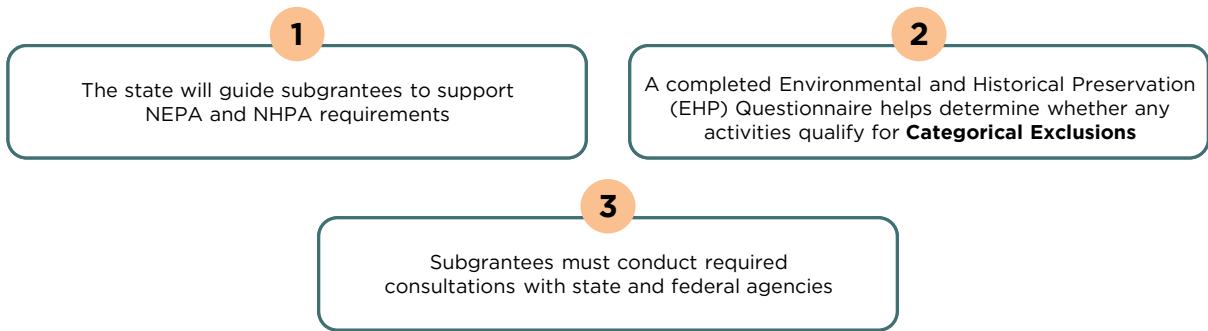 1
The state will guide subgrantees to support
NEPA and NHPA requirements
2
A completed Environmental and Historical Preservation
(EHP) Questionnaire helps determine whether any
activities qualify for Categorical Exclusions
3
Subgrantees must conduct required
consultations with state and federal agencies